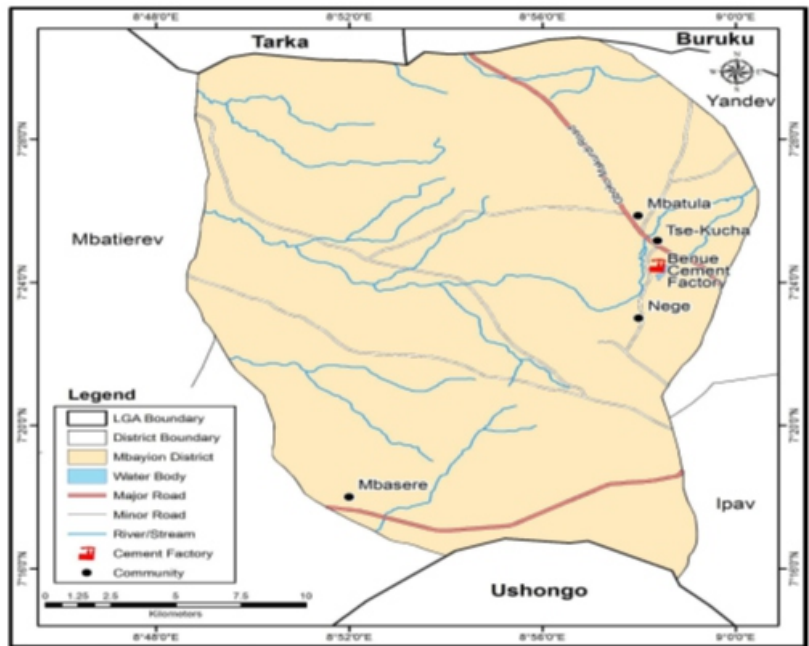 8°48'0"E 8°52'0"E 8°56'0"E 9°0'0"E
Tarka
Buruku
N
W E
S
Yandev
7°28'0"N 7°28'0"N
Mbatula
Tse-Kucha
Mbatierev
Benue
Cement
Factory
7°24'0"N 7°24'0"N
Nege
Legend
LGA Boundary
District Boundary
Mbayion District
Water Body
Major Road
Minor Road
River/Stream
Cement Factory
Community
7°20'0"N 7°20'0"N
Mbasere
Ipav
7°16'0"N 7°16'0"N
Ushongo
0 1.25 2.5 5 7.5 10
Kilometers
8°48'0"E 8°52'0"E 8°56'0"E 9°0'0"E